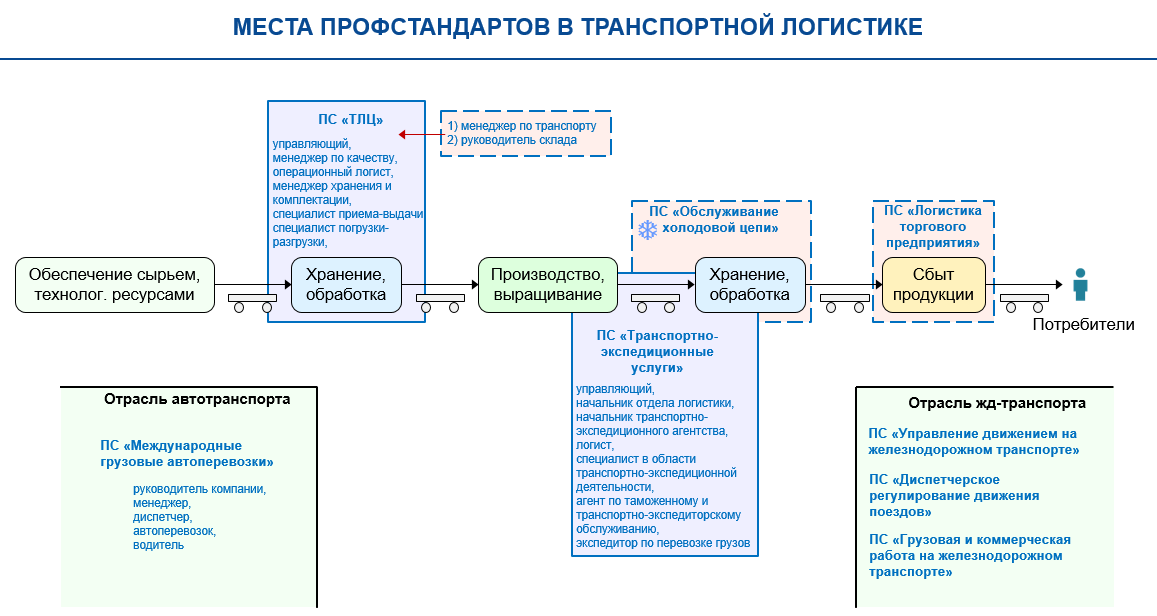 МЕСТА ПРОФСТАНДАРТОВ В ТРАНСПОРТНОЙ ЛОГИСТИКЕ
ПС «ТЛЦ»
управляющий,
менеджер по качеству,
операционный логист,
менеджер хранения и
комплектации,
специалист приема-выдачи
специалист погрузки-
разгрузки,
1) менеджер по транспорту
2) руководитель склада
ПС «Обслуживание
холодовой цепи»
ПС «Логистика
торгового
предприятия»
Обеспечение сырьем,
технолог. ресурсами
Хранение,
обработка
Производство,
выращивание
Хранение,
обработка
Сбыт
продукции
Потребители
ПС «Транспортно-
экспедиционные
услуги»
управляющий,
начальник отдела логистики,
начальник транспортно-
экспедиционного агентства,
логист,
специалист в области
транспортно-экспедиционной
деятельности,
агент по таможенному и
транспортно-экспедиторскому
обслуживанию,
экспедитор по перевозке грузов
Отрасль автотранспорта
ПС «Международные
грузовые автоперевозки»
руководитель компании,
менеджер,
диспетчер,
автоперевозок,
водитель
Отрасль жд-транспорта
ПС «Управление движением на
железнодорожном транспорте»
ПС «Диспетчерское
регулирование движения
поездов»
ПС «Грузовая и коммерческая
работа на железнодорожном
транспорте»